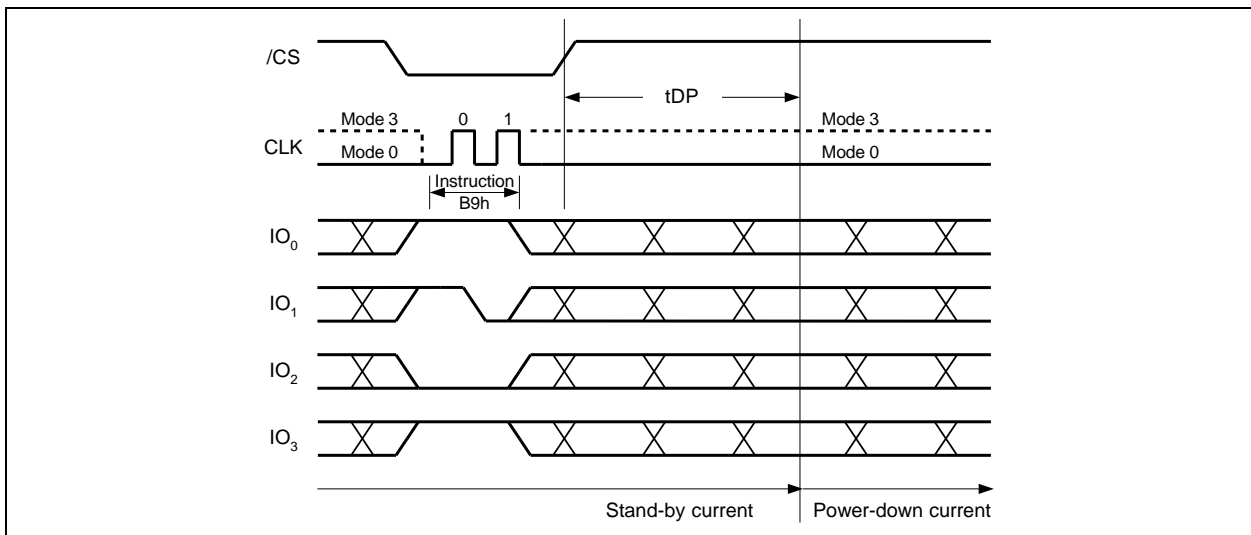 /CS
tDP
Mode 3 0 1 Mode 3
CLK
Mode 0 Mode 0
Instruction
B9h
IO0
IO1
IO2
IO3
Stand-by current Power-down current